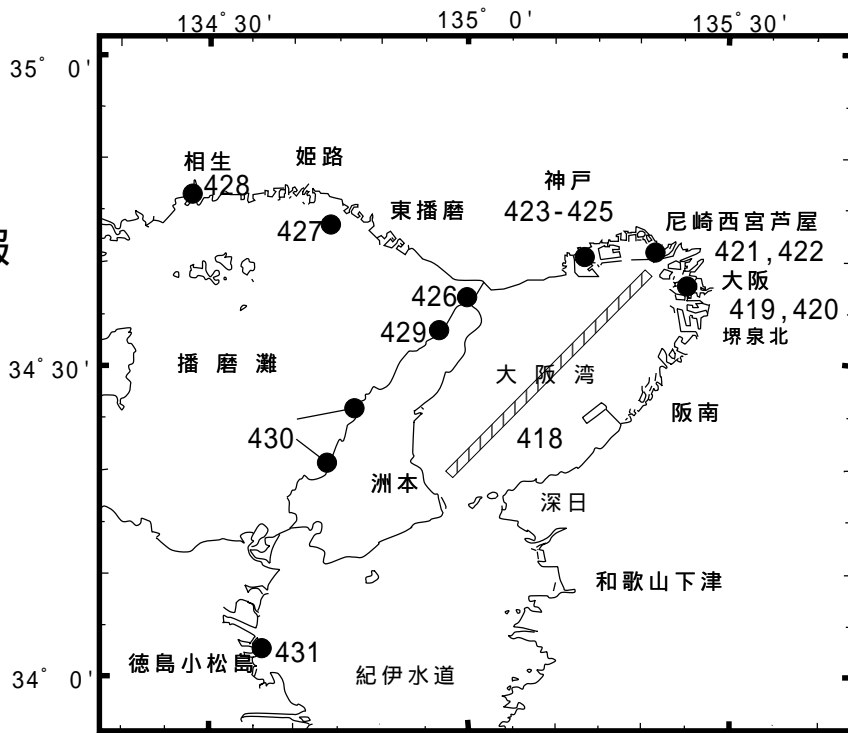 134° 30'
135° 0'
135° 30'
35° 0'
相生
428
姫路
427
東播磨
神戸
423-425
尼崎西宮芦屋
421,422
大阪
419,420
堺泉北
報
426
429
34° 30'
播磨灘
大阪湾
阪南
418
430
洲本
深日
和歌山下津
431
徳島小松島
紀伊水道
34° 0'